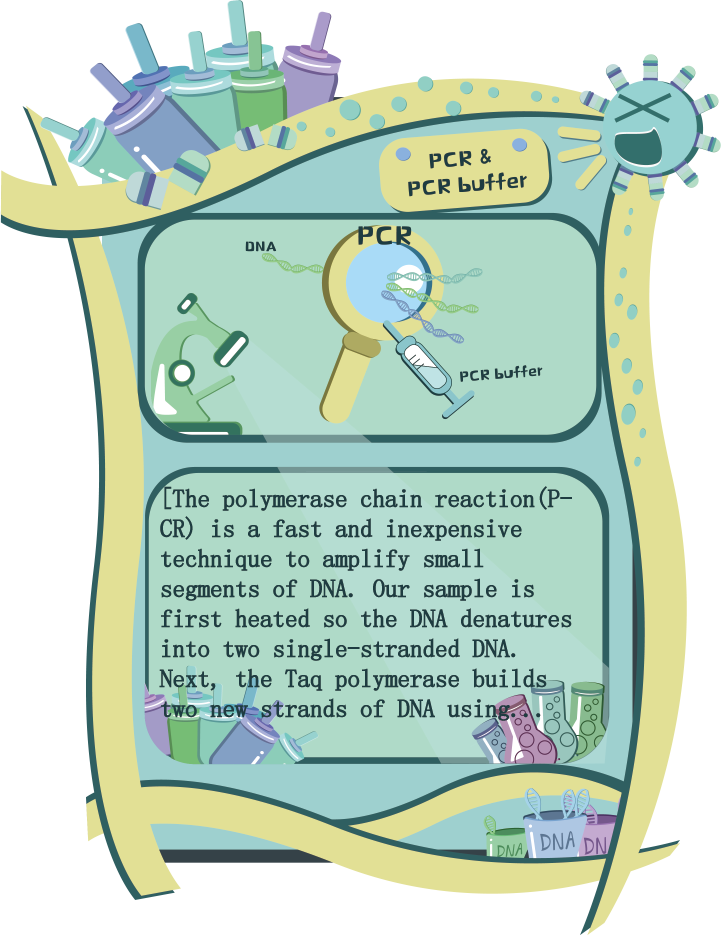 PCR &
PCR buffer
PCR
DNA
PCR buffer
[The polymerase chain reaction(P-
CR) is a fast and inexpensive
technique to amplify small
segments of DNA. Our sample is
first heated so the DNA denatures
into two single-stranded DNA.
Next, the Taq polymerase builds
two new strands of DNA using...
DNA
DNA
DN